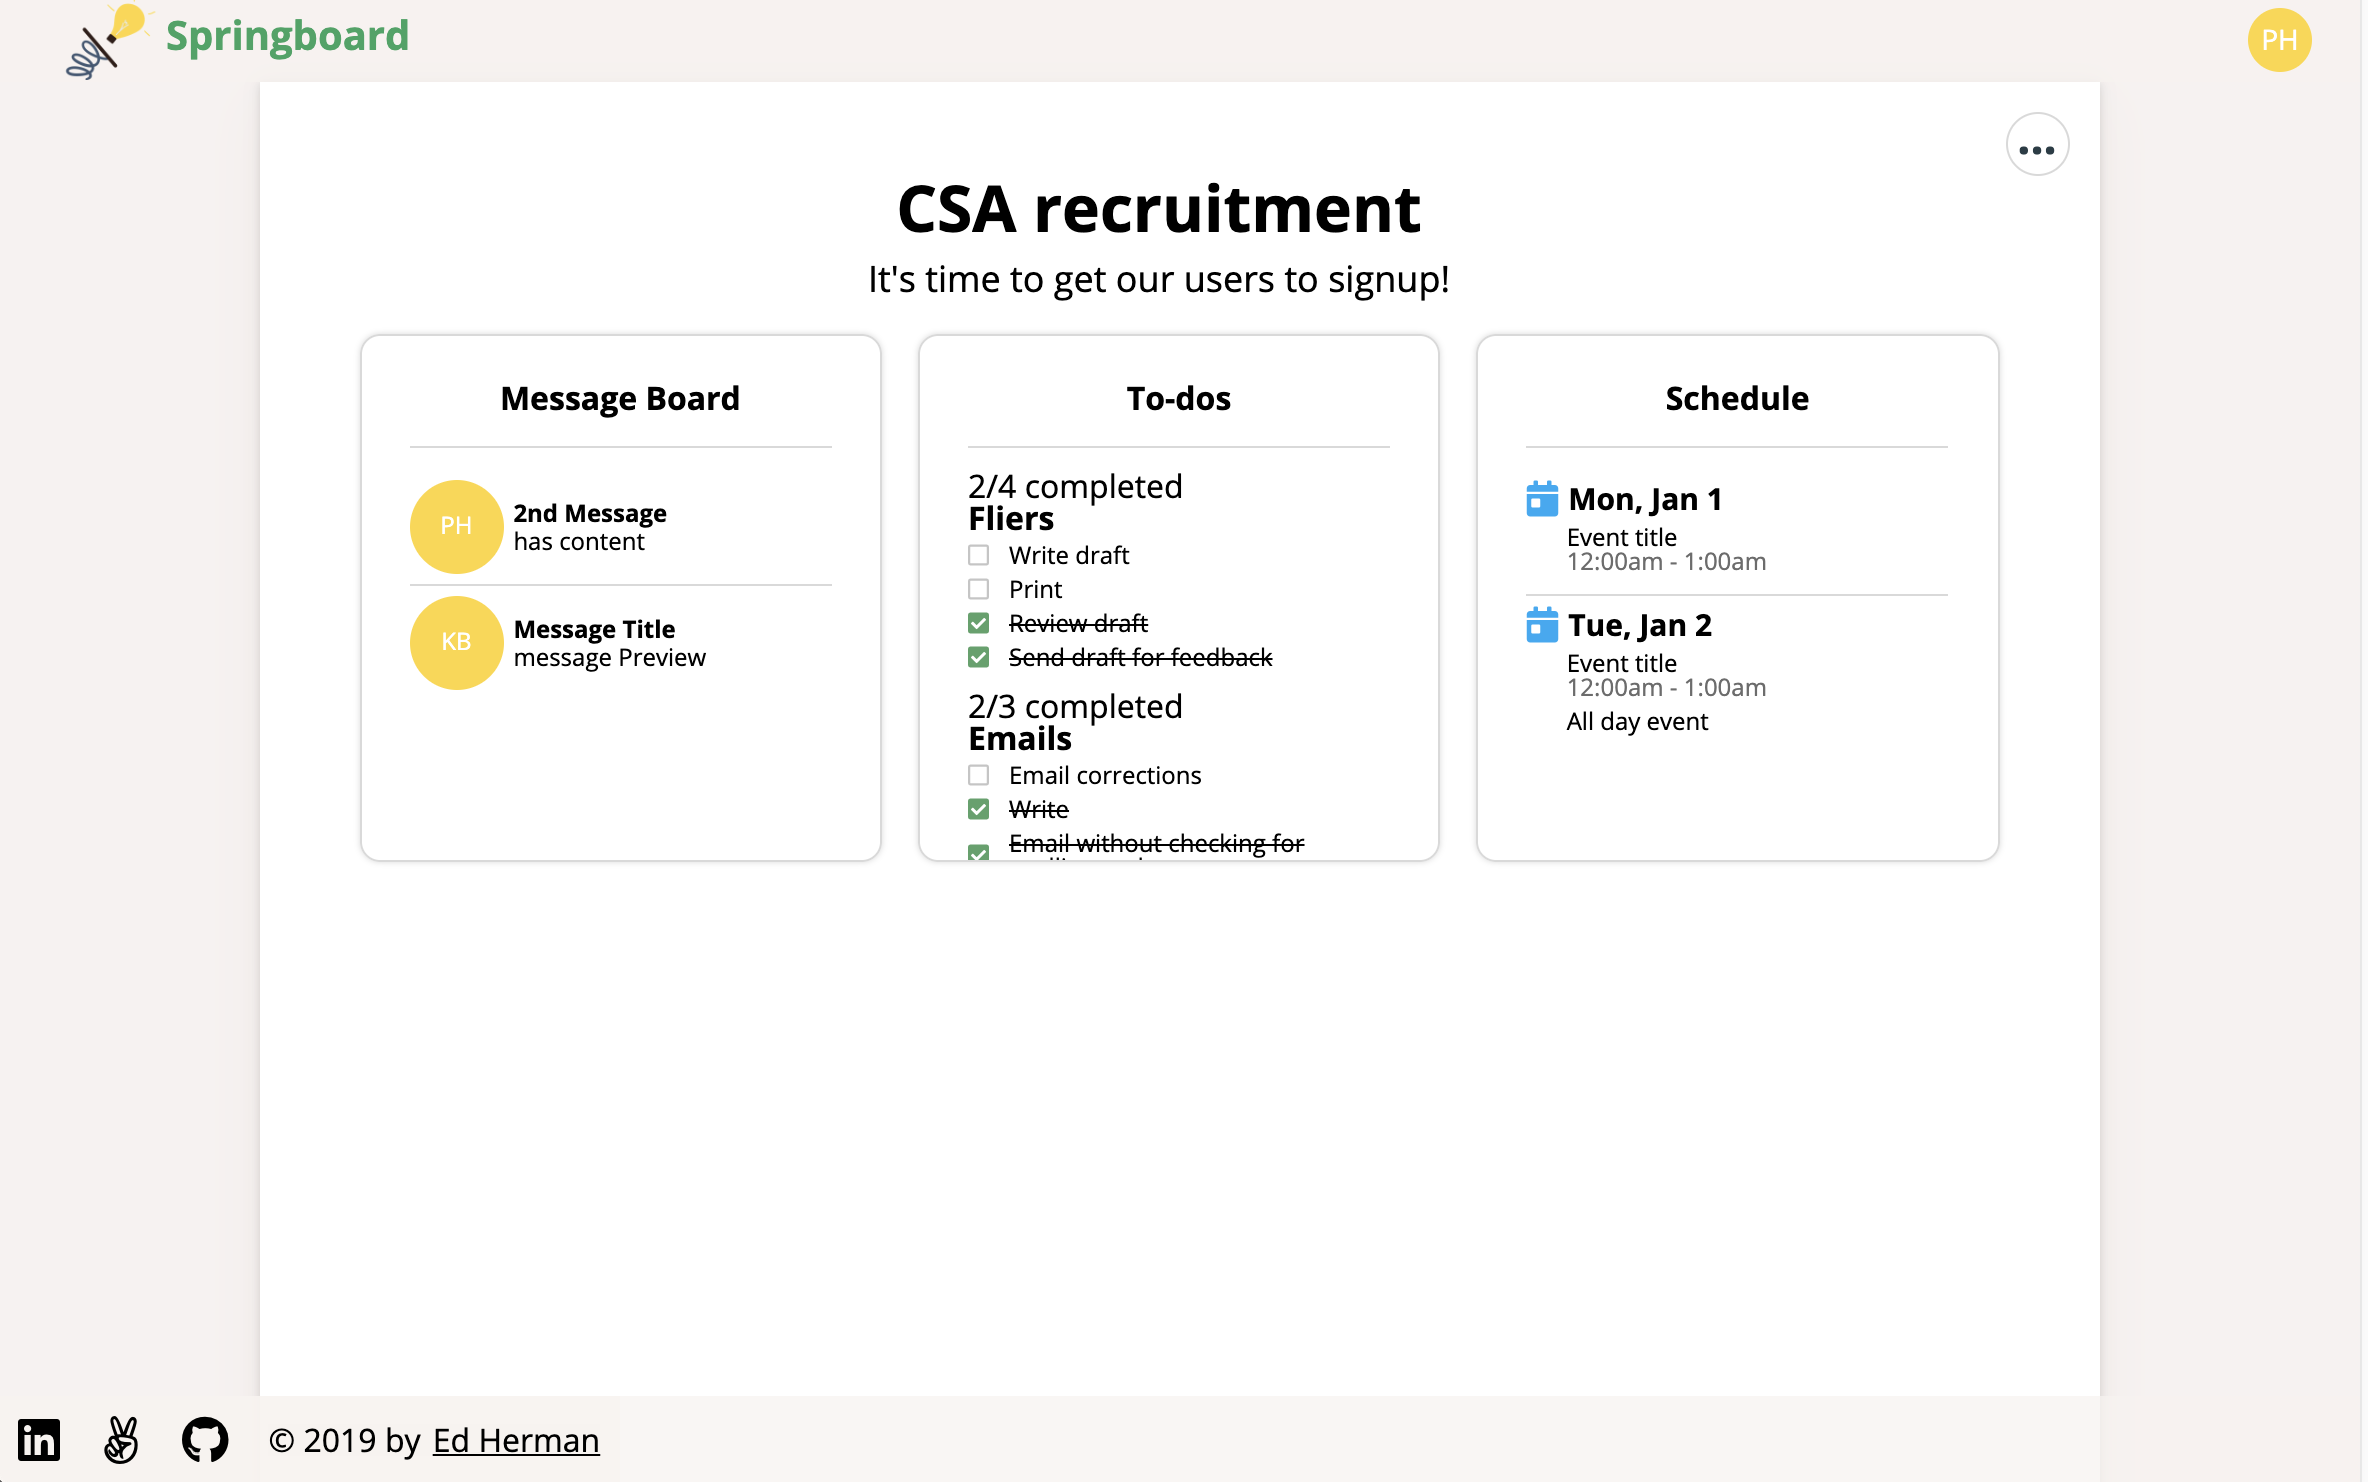 Springboard
PH
...
CSA recruitment
It's time to get our users to signup!
Message Board
PH
2nd Message
has content
KB
Message Title
message Preview
To-dos
2/4 completed
Fliers
Write draft
Print
Review draft
Send draft for feedback
2/3 completed
Emails
Email corrections
Write
Email without checking for
Schedule
Mon, Jan 1
Event title
12:00am - 1:00am
Tue, Jan 2
Event title
12:00am - 1:00am
All day event
in
© 2019 by Ed Herman